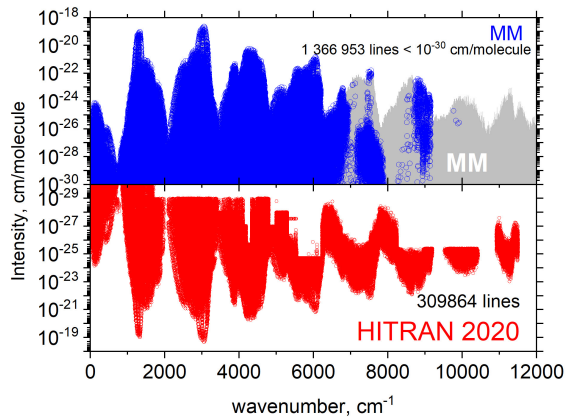 10⁻¹⁸
MM
1 366 953 lines < 10⁻³⁰ cm/molecule
10⁻²⁰
10⁻²²
10⁻²⁴
10⁻²⁶
10⁻²⁸
MM
10⁻³⁰
Intensity, cm/molecule
10⁻²⁹
10⁻²⁷
10⁻²⁵
10⁻²³
10⁻²¹
309864 lines
10⁻¹⁹
HITRAN 2020
0 2000 4000 6000 8000 10000 12000
wavenumber, cm⁻¹